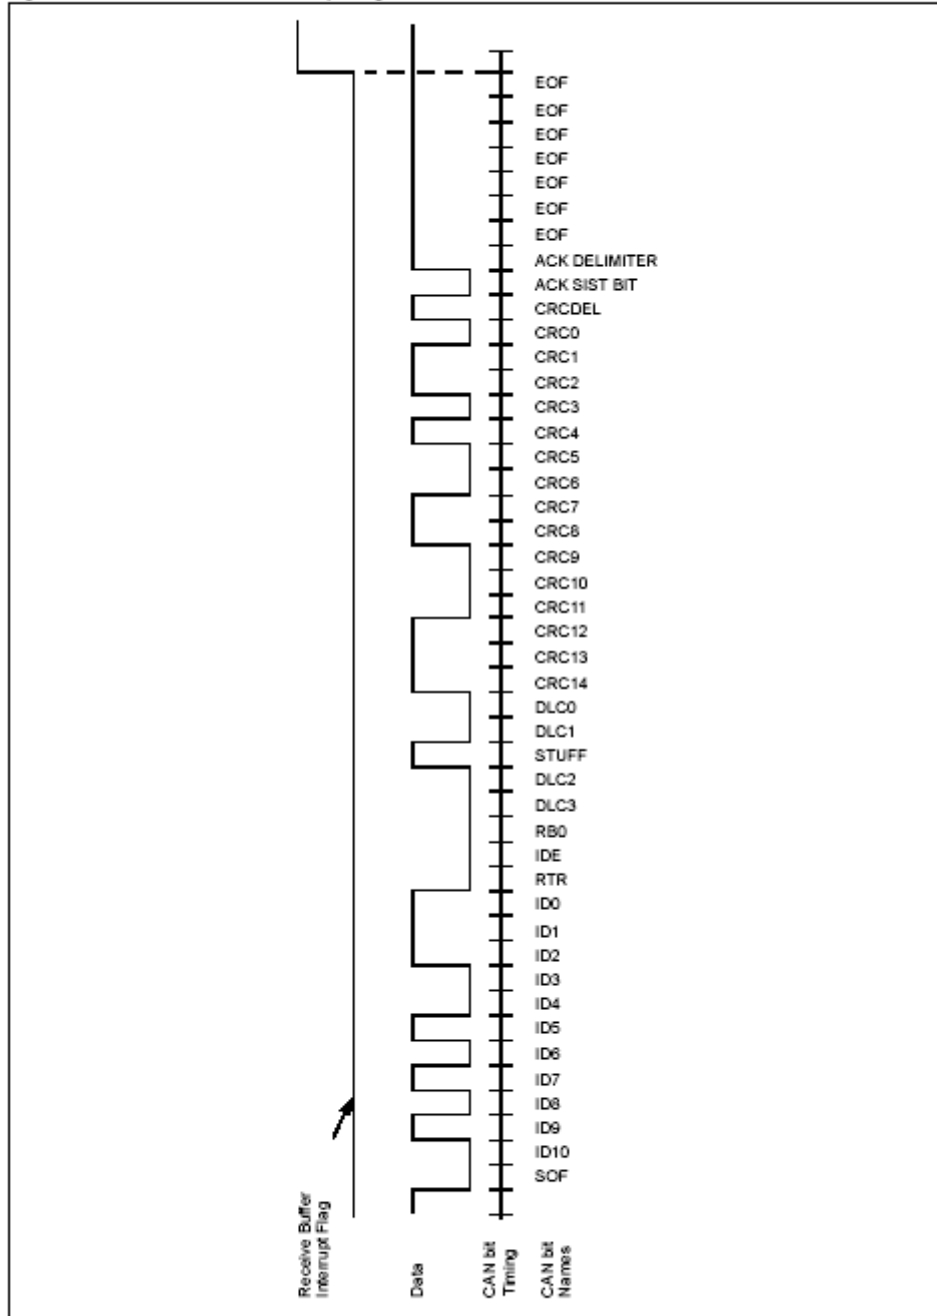 EOF
EOF
EOF
EOF
EOF
EOF
EOF
ACK DELIMITER
ACK SIST BIT
CRCDEL
CRC0
CRC1
CRC2
CRC3
CRC4
CRC5
CRC6
CRC7
CRC8
CRC9
CRC10
CRC11
CRC12
CRC13
CRC14
DLC0
DLC1
STUFF
DLC2
DLC3
RB0
IDE
RTR
ID0
ID1
ID2
ID3
ID4
ID5
ID6
ID7
ID8
ID9
ID10
SOF
Receive Buffer
Interrupt Flag
Data
CAN bit
Timing
CAN bit
Names